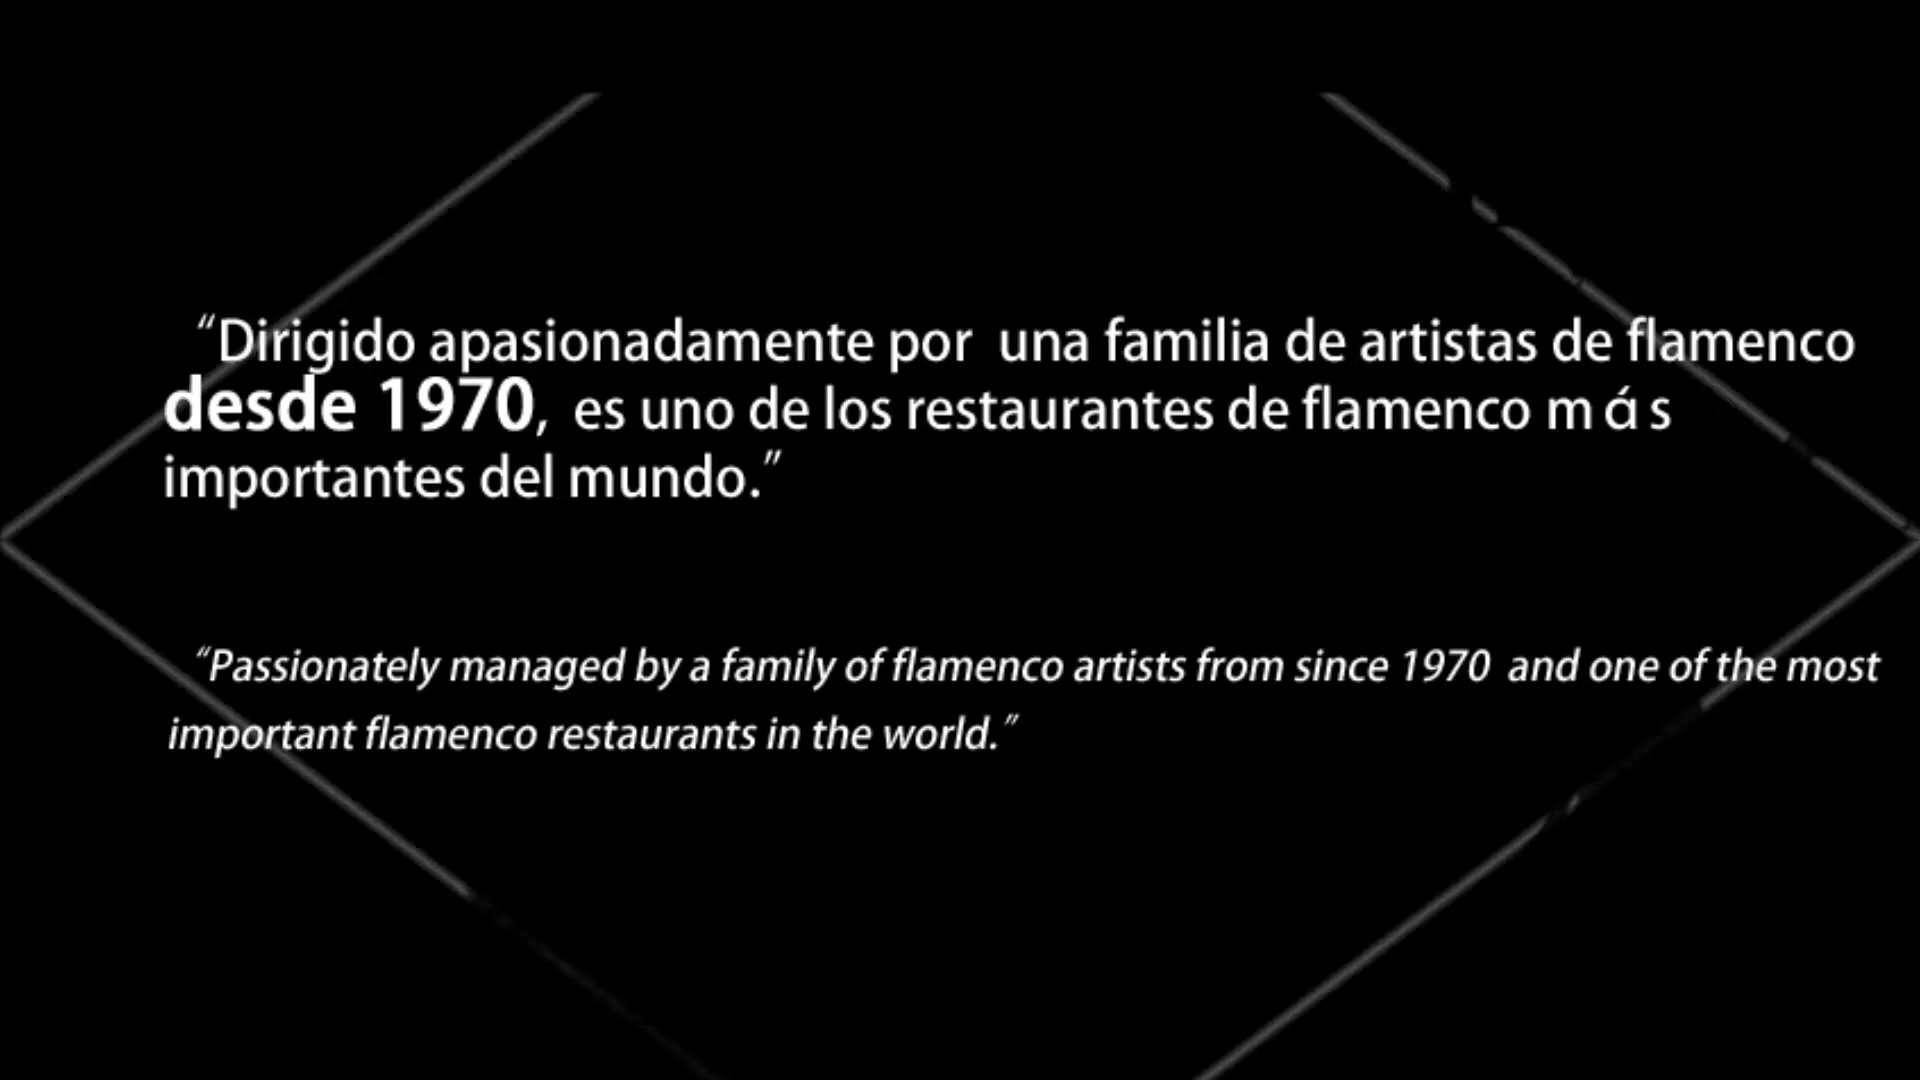 “Dirigido apasionadamente por una familia de artistas de flamenco
desde 1970, es uno de los restaurantes de flamenco más
importantes del mundo.”
“Passionately managed by a family of flamenco artists from since 1970 and one of the most
important flamenco restaurants in the world.”